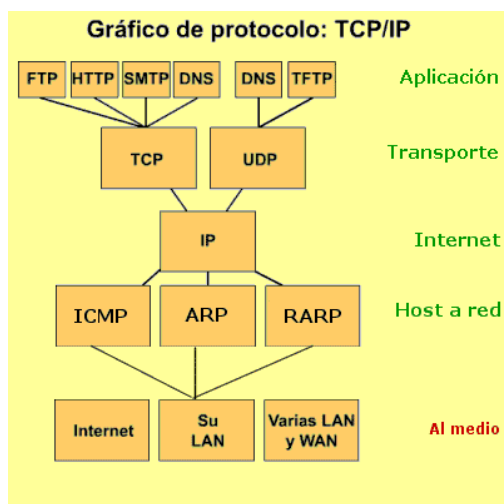 Gráfico de protocolo: TCP/IP
FTP HTTP SMTP DNS DNS TFTP Aplicación
TCP UDP Transporte
IP Internet
ICMP ARP RARP Host a red
Internet Su LAN Varias LAN y WAN Al medio